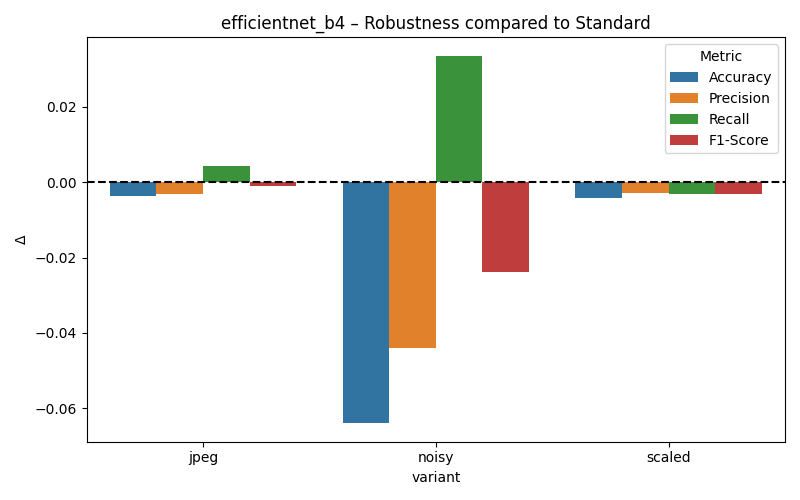 efficientnet_b4 – Robustness compared to Standard
Metric
Accuracy
Precision
Recall
F1-Score
0.02
0.00
−0.02
−0.04
−0.06
Δ
jpeg
noisy
scaled
variant